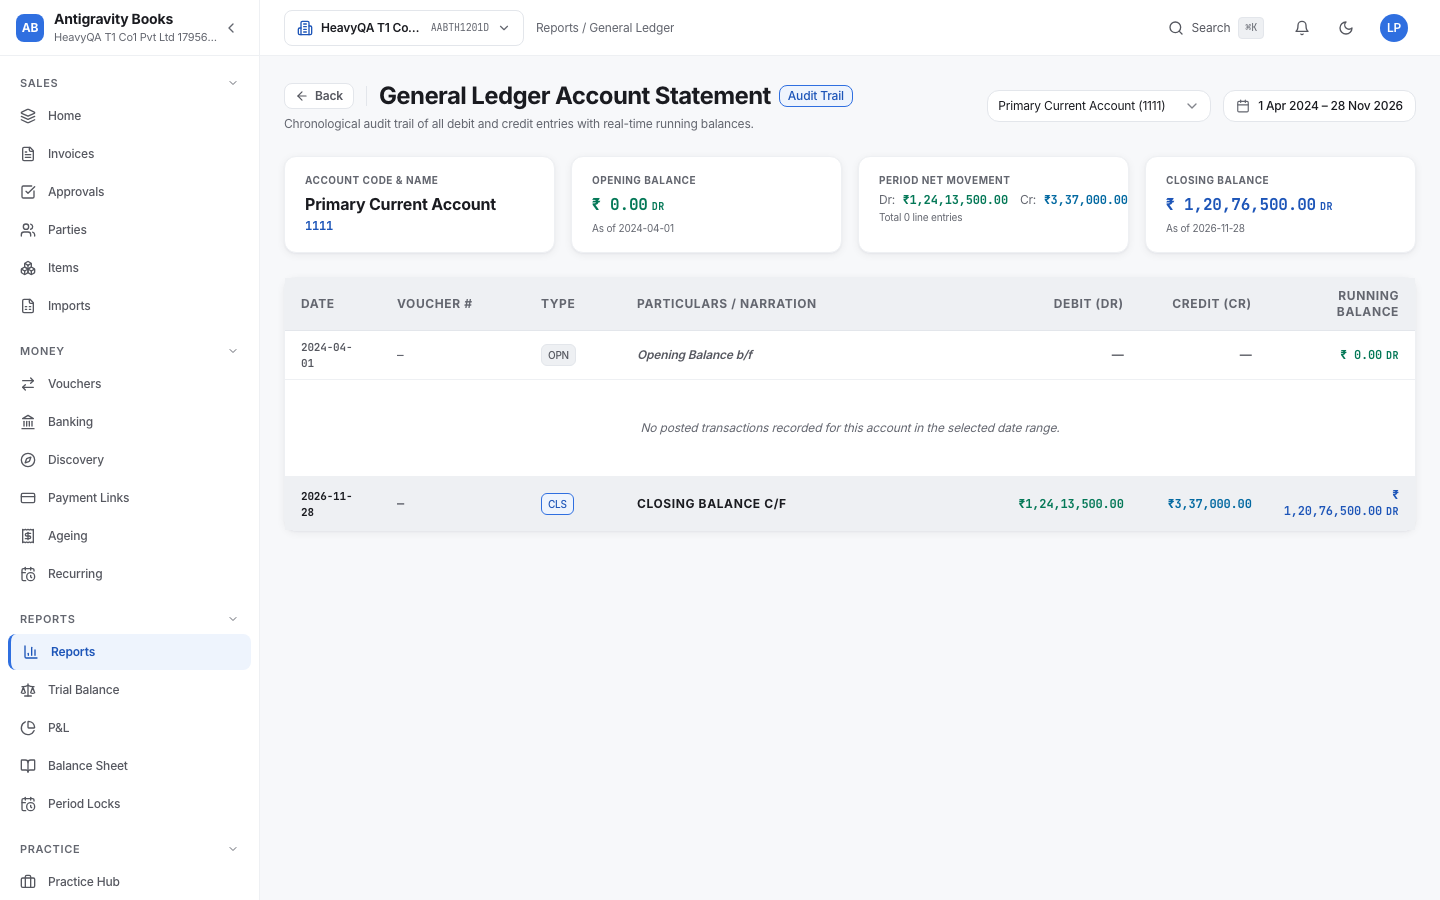 AB
Antigravity Books
HeavyQA T1 Co1 Pvt Ltd 17956...
HeavyQA T1 Co... AABTH1201D
Reports / General Ledger
Search ⌘K
LP
SALES
Home
Invoices
Approvals
Parties
Items
Imports
MONEY
Vouchers
Banking
Discovery
Payment Links
Ageing
Recurring
REPORTS
Reports
Trial Balance
P&L
Balance Sheet
Period Locks
PRACTICE
Practice Hub
Back
General Ledger Account Statement
Audit Trail
Chronological audit trail of all debit and credit entries with real-time running balances.
Primary Current Account (1111)
1 Apr 2024 – 28 Nov 2026
ACCOUNT CODE & NAME
Primary Current Account
1111
OPENING BALANCE
₹ 0.00 DR
As of 2024-04-01
PERIOD NET MOVEMENT
Dr: ₹1,24,13,500.00 Cr: ₹3,37,000.00
Total 0 line entries
CLOSING BALANCE
₹ 1,20,76,500.00 DR
As of 2026-11-28
DATE VOUCHER # TYPE PARTICULARS / NARRATION DEBIT (DR) CREDIT (CR) RUNNING
BALANCE
2024-04-
01 – OPN Opening Balance b/f — — ₹ 0.00 DR
No posted transactions recorded for this account in the selected date range.
2026-11-
28 – CLS CLOSING BALANCE C/F ₹1,24,13,500.00 ₹3,37,000.00 ₹
1,20,76,500.00 DR